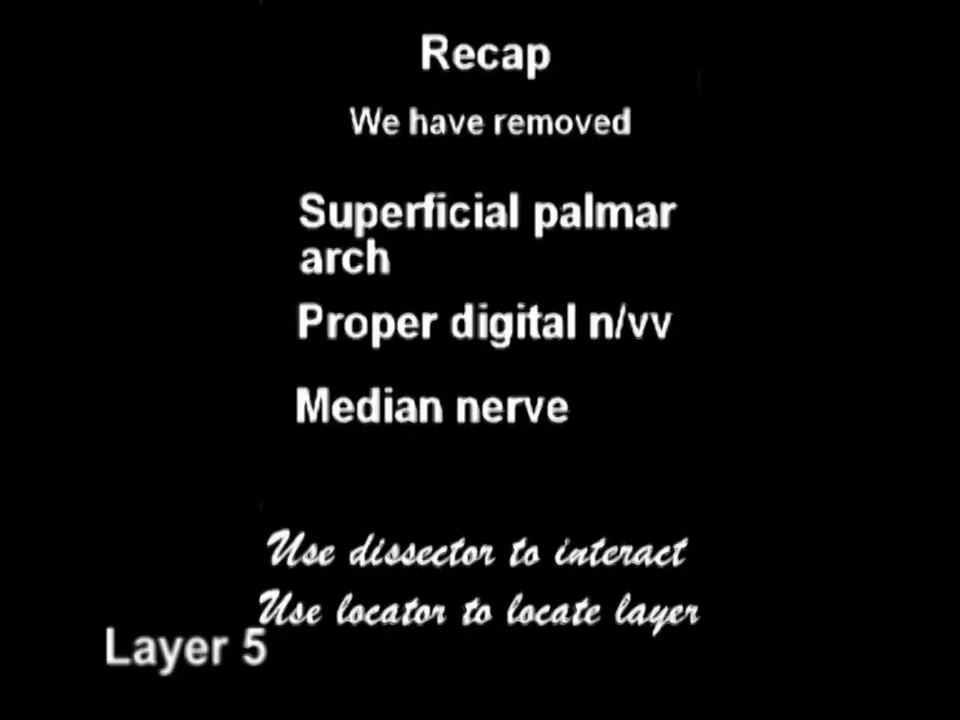 Recap
We have removed
Superficial palmar
arch
Proper digital n/vv
Median nerve
Use dissector to interact
Use locator to locate layer
Layer 5